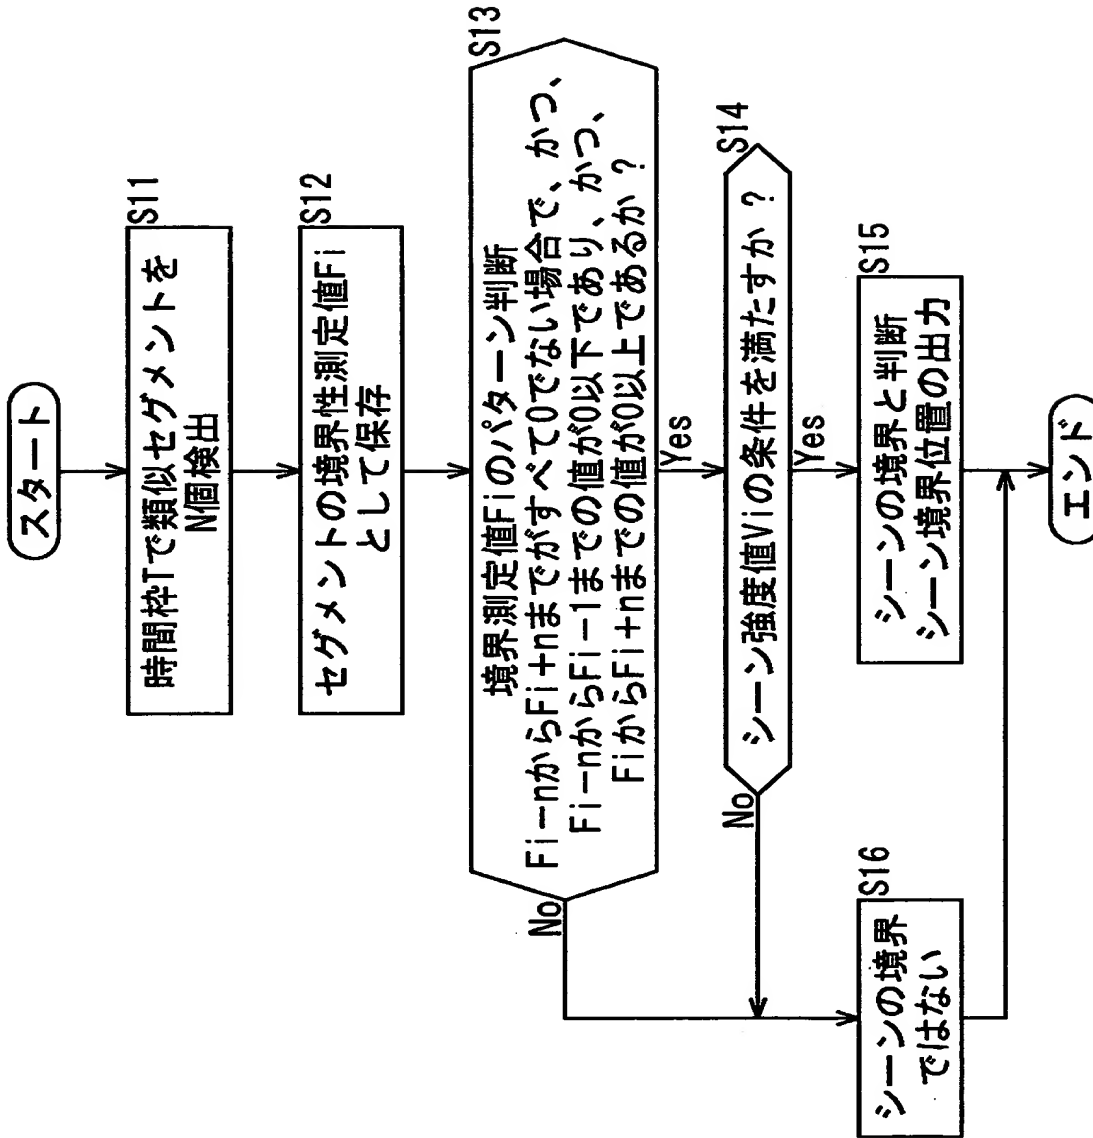 スタート
S11
時間枠Tで類似セグメントを
N個検出
S12
セグメントの境界性測定値Fi
として保存
S13
境界測定値Fiのパターン判断
Fi−nからFi+nまでがすべて0でない場合で、かつ、
Fi−nからFi−1までの値が0以下であり、かつ、
FiからFi+nまでの値が0以上であるか?
No
Yes
S14
シーン強度値Viの条件を満たすか?
No
Yes
S15
シーンの境界と判断
シーン境界位置の出力
S16
シーンの境界
ではない
エンド